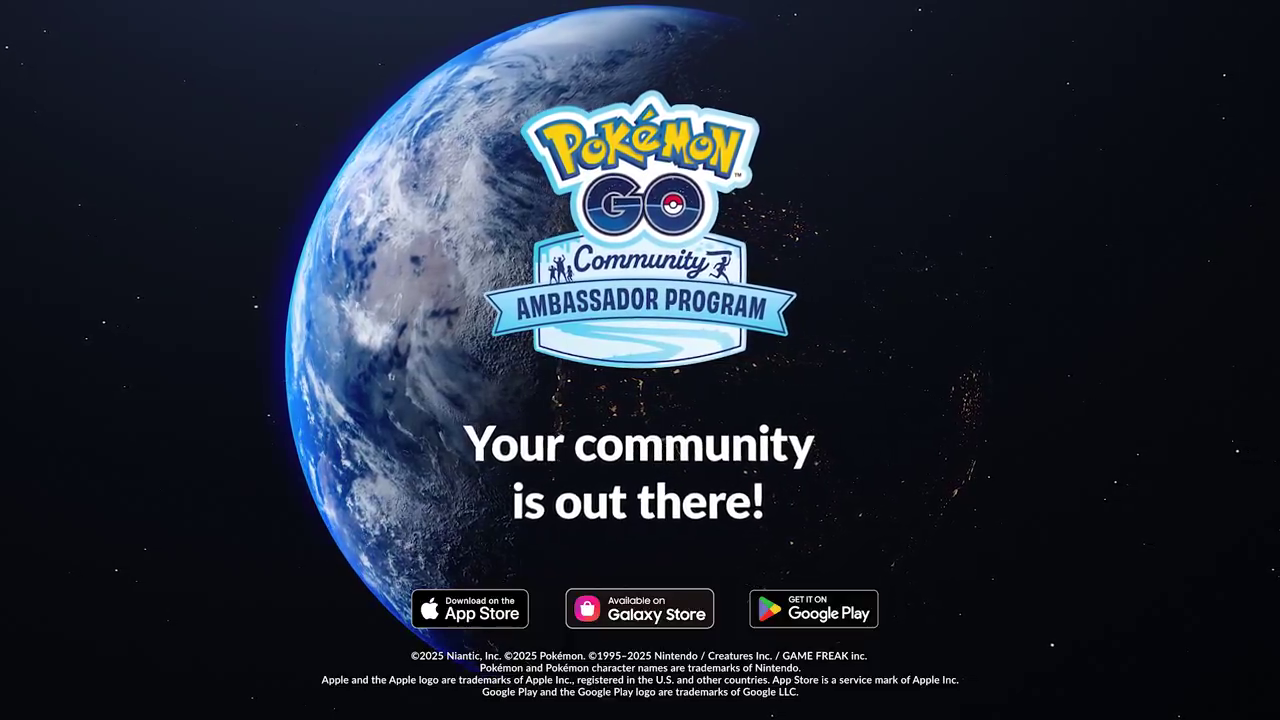 POKéMON
GO
Community
AMBASSADOR PROGRAM
Your community
is out there!
Download on the
App Store
Available on
Galaxy Store
GET IT ON
Google Play
©2025 Niantic, Inc. ©2025 Pokémon. ©1995–2025 Nintendo / Creatures Inc. / GAME FREAK inc.
Pokémon and Pokémon character names are trademarks of Nintendo.
Apple and the Apple logo are trademarks of Apple Inc., registered in the U.S. and other countries. App Store is a service mark of Apple Inc.
Google Play and the Google Play logo are trademarks of Google LLC.